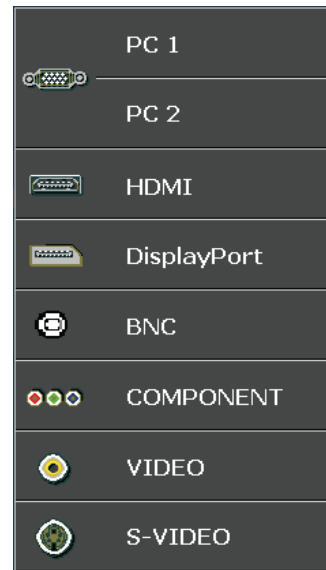 PC 1
PC 2
HDMI
DisplayPort
BNC
COMPONENT
VIDEO
S-VIDEO